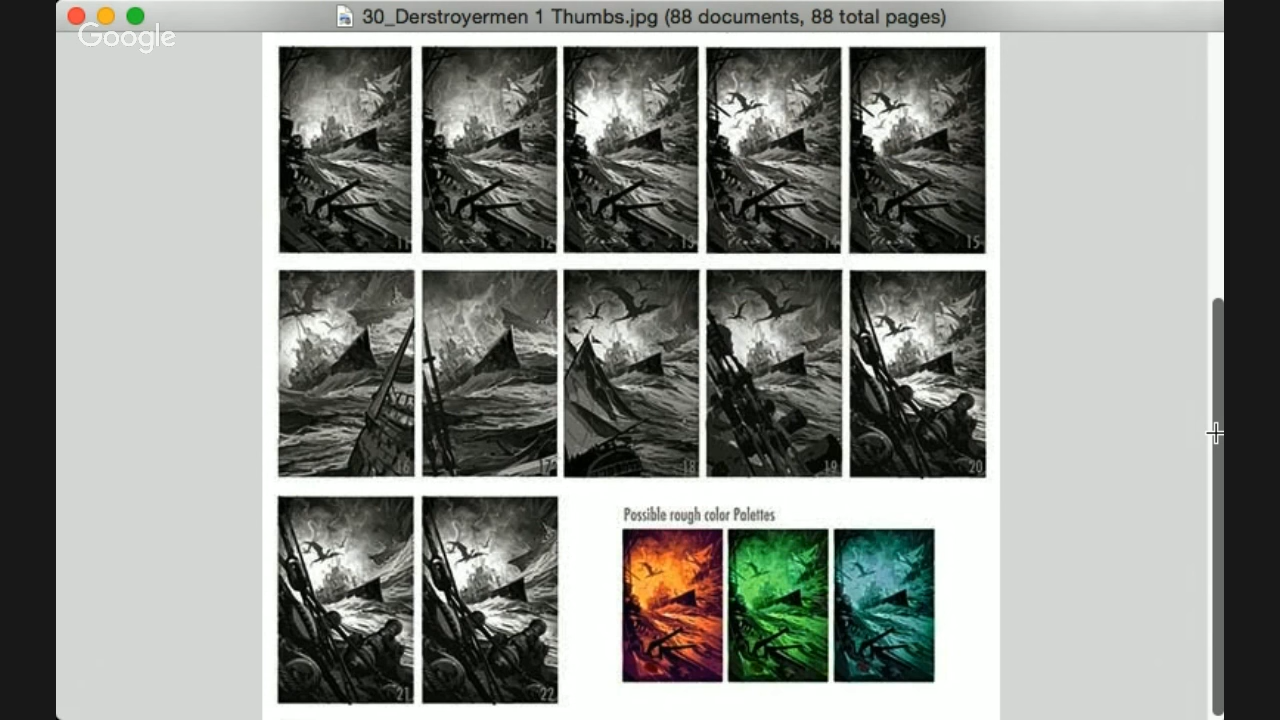 30_Derstroyermen 1 Thumbs.jpg (88 documents, 88 total pages)
Google
11 12 13 14 15
16 17 18 19 20
21 22
Possible rough color Palettes